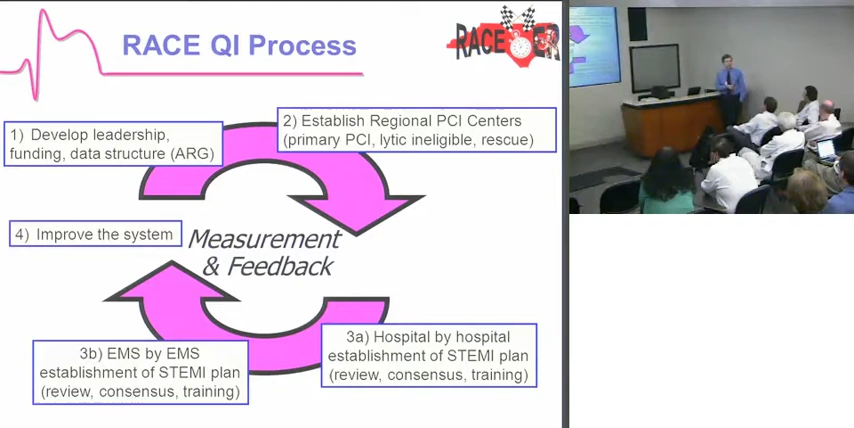 RACE QI Process
RACE ER
1) Develop leadership,
funding, data structure (ARG)
2) Establish Regional PCI Centers
(primary PCI, lytic ineligible, rescue)
4) Improve the system
Measurement
& Feedback
3b) EMS by EMS
establishment of STEMI plan
(review, consensus, training)
3a) Hospital by hospital
establishment of STEMI plan
(review, consensus, training)